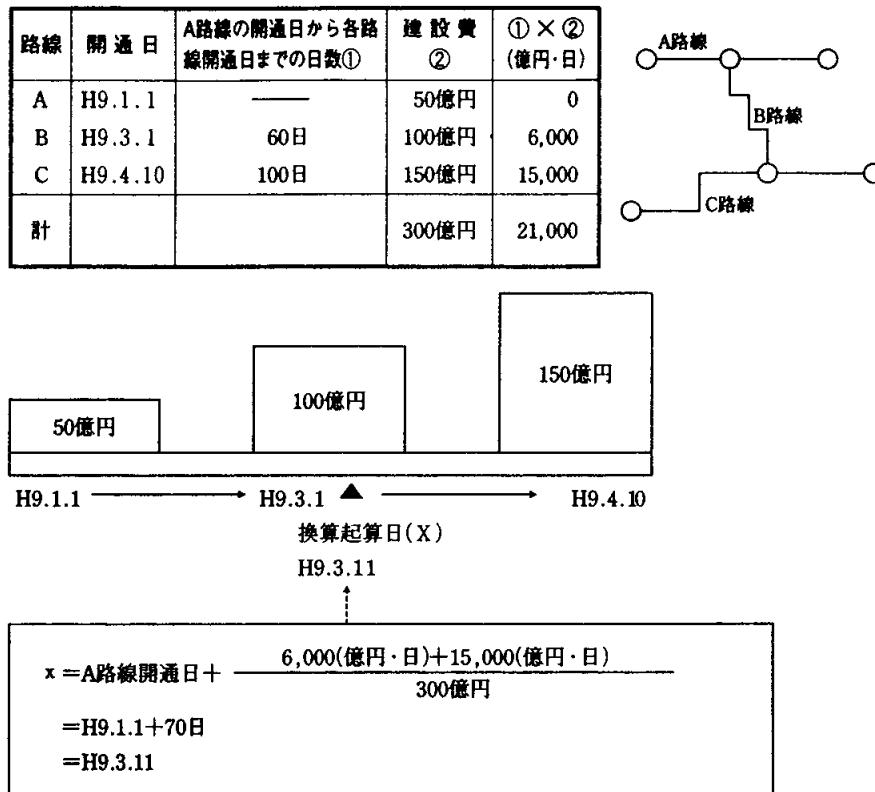 路線 開通日 A路線の開通日から各路線開通日までの日数① 建設費② ①×②(億円・日)
A H9.1.1 ―― 50億円 0
B H9.3.1 60日 100億円 6,000
C H9.4.10 100日 150億円 15,000
計 300億円 21,000
A路線
B路線
C路線
50億円
100億円
150億円
H9.1.1 H9.3.1 ▲ H9.4.10
換算起算日(X)
H9.3.11
x=A路線開通日+ 6,000(億円・日)+15,000(億円・日)
300億円
=H9.1.1+70日
=H9.3.11